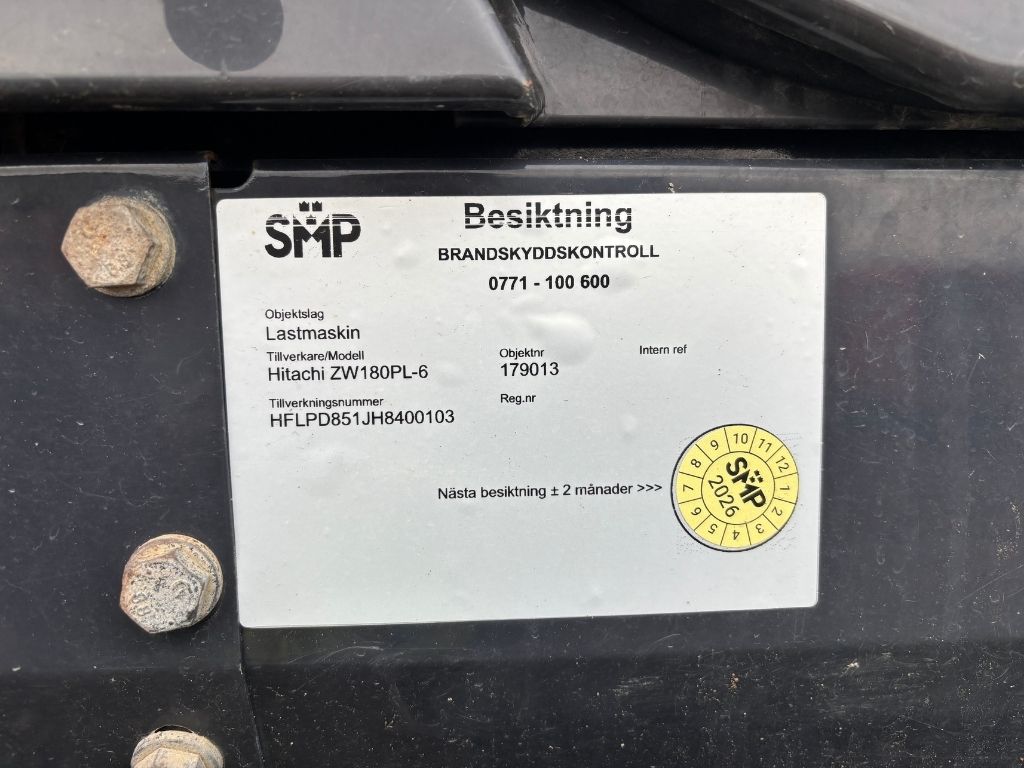 SMP
Besiktning
BRANDSKYDDSKONTROLL
0771 - 100 600
Objektslag
Lastmaskin
Tillverkare/Modell
Hitachi ZW180PL-6
Objektnr
179013
Intern ref
Tillverkningsnummer
HFLPD851JH8400103
Reg.nr
Nästa besiktning ± 2 månader >>>
1 2 3 4 5 6 7 8 9 10 11 12
SMP
2026